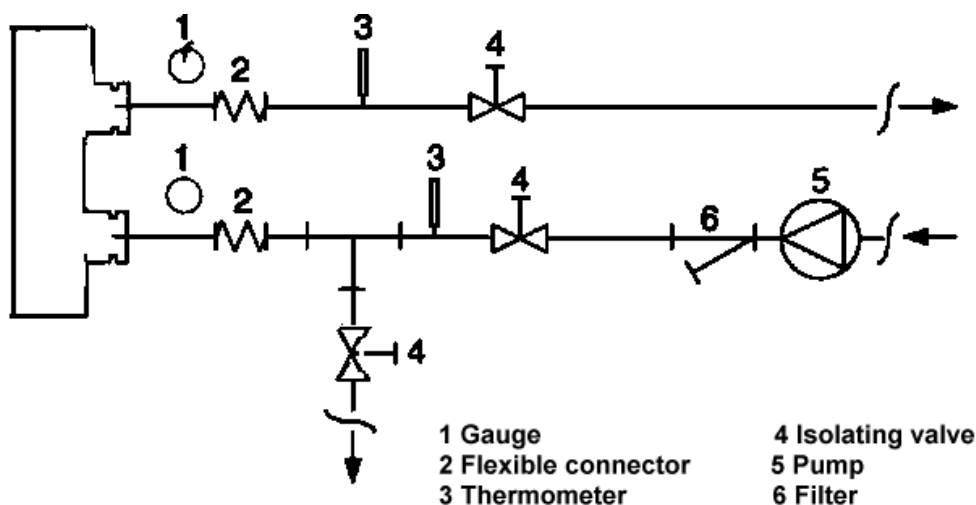 1
2
3
4
1
2
3
4
6
5
4
1 Gauge
2 Flexible connector
3 Thermometer
4 Isolating valve
5 Pump
6 Filter